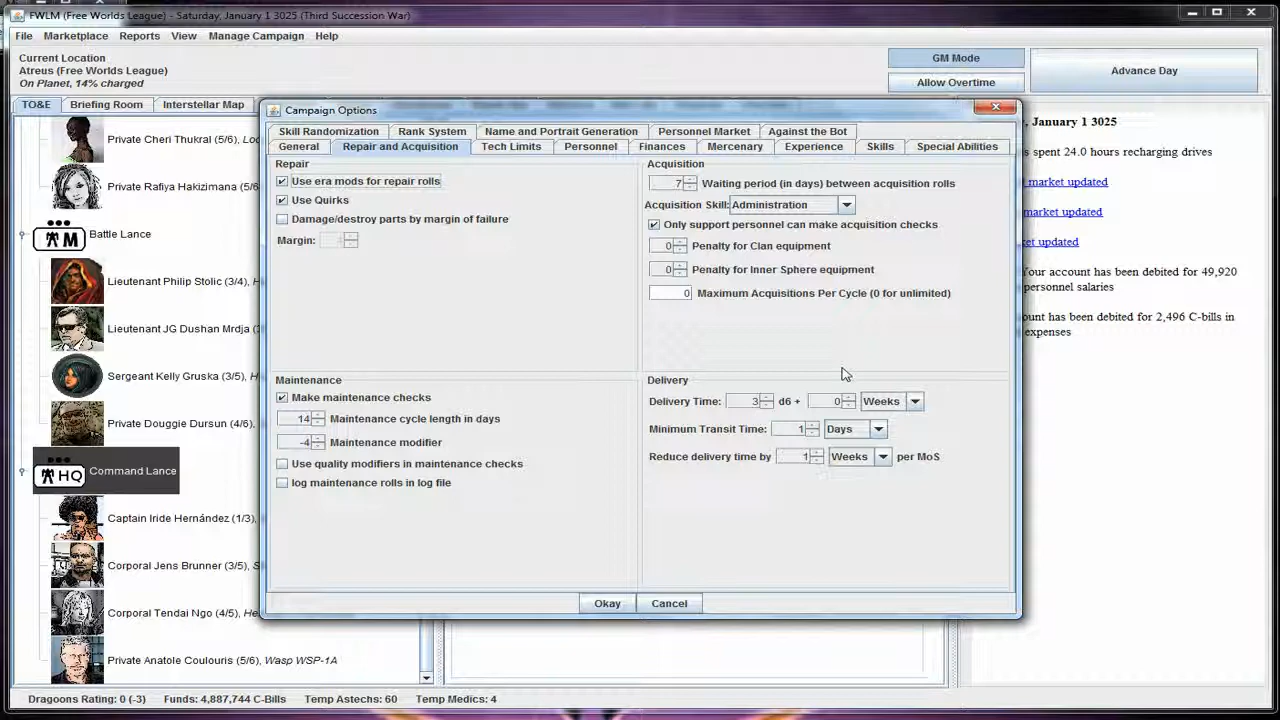 FWLM (Free Worlds League) - Saturday, January 1 3025 (Third Succession War)
File Marketplace Reports View Manage Campaign Help
Current Location
Atreus (Free Worlds League)
On Planet, 14% charged
GM Mode
Allow Overtime
Advance Day
TO&E Briefing Room Interstellar Map
Private Cheri Thukral (5/6), Loc
Private Rafiya Hakizimana (5/6)
Battle Lance
Lieutenant Philip Stolic (3/4), H
Lieutenant JG Dushan Mrdja (
Sergeant Kelly Gruska (3/5), H
Private Douggie Dursun (4/6),
Command Lance
HQ
Captain Iride Hernández (1/3),
Corporal Jens Brunner (3/5), S
Corporal Tendai Ngo (4/5), He
Private Anatole Coulouris (5/6), Wasp WSP-1A
Campaign Options
Skill Randomization Rank System Name and Portrait Generation Personnel Market Against the Bot
General Repair and Acquisition Tech Limits Personnel Finances Mercenary Experience Skills Special Abilities
Repair
Use era mods for repair rolls
Use Quirks
Damage/destroy parts by margin of failure
Margin:
Acquisition
7 Waiting period (in days) between acquisition rolls
Acquisition Skill: Administration
Only support personnel can make acquisition checks
0 Penalty for Clan equipment
0 Penalty for Inner Sphere equipment
0 Maximum Acquisitions Per Cycle (0 for unlimited)
Maintenance
Make maintenance checks
14 Maintenance cycle length in days
-4 Maintenance modifier
Use quality modifiers in maintenance checks
log maintenance rolls in log file
Delivery
Delivery Time: 3 d6 + 0 Weeks
Minimum Transit Time: 1 Days
Reduce delivery time by 1 Weeks per MoS
Okay Cancel
, January 1 3025
s spent 24.0 hours recharging drives
market updated
market updated
et updated
Your account has been debited for 49,920
personnel salaries
ount has been debited for 2,496 C-bills in
expenses
Dragoons Rating: 0 (-3) Funds: 4,887,744 C-Bills Temp Astechs: 60 Temp Medics: 4